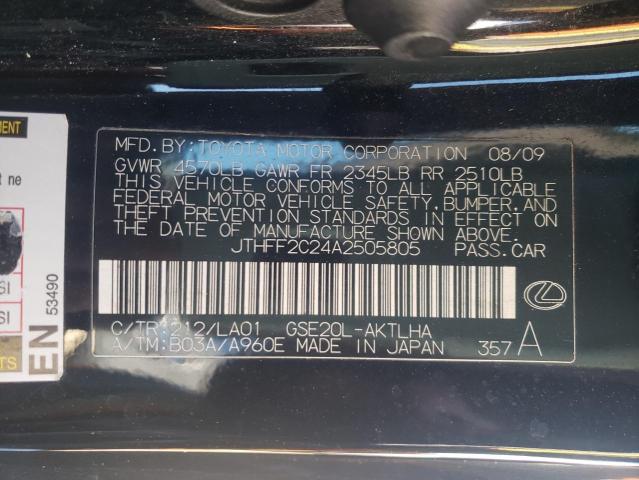 MENT
t ne
SI
SI
TS
EN
53490
MFD. BY: TOYOTA MOTOR CORPORATION 08/09
GVWR 4570LB GAWR FR 2345LB RR 2510LB
THIS VEHICLE CONFORMS TO ALL APPLICABLE
FEDERAL MOTOR VEHICLE SAFETY, BUMPER, AND
THEFT PREVENTION STANDARDS IN EFFECT ON
THE DATE OF MANUFACTURE SHOWN ABOVE.
JTHFF2C24A2505805 PASS. CAR
C/TR: 212/LA01 GSE20L-AKTLHA
A/TM: B03A/A960E MADE IN JAPAN 357 A